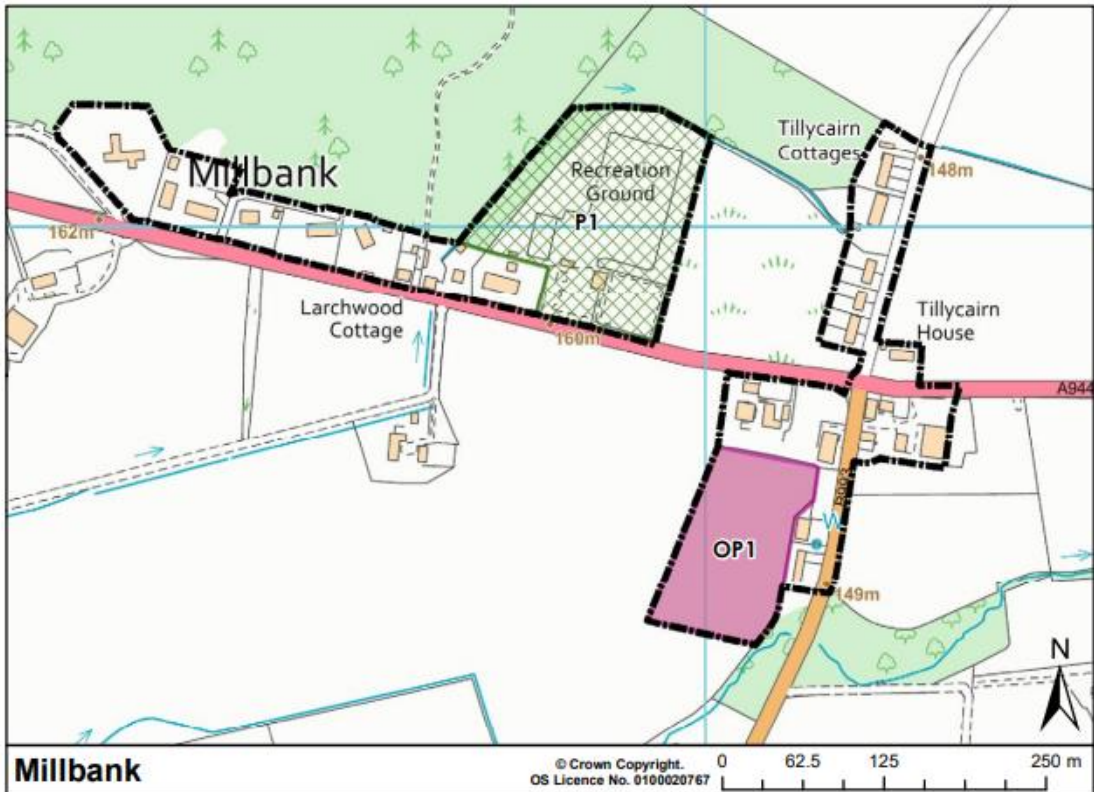 Tillycairn
Cottages
148m
Millbank
Recreation
Ground
P1
162m
Larchwood
Cottage
160m
Tillycairn
House
A944
B993
W
OP1
149m
N
Millbank
© Crown Copyright.
OS Licence No. 0100020767
0 62.5 125 250 m